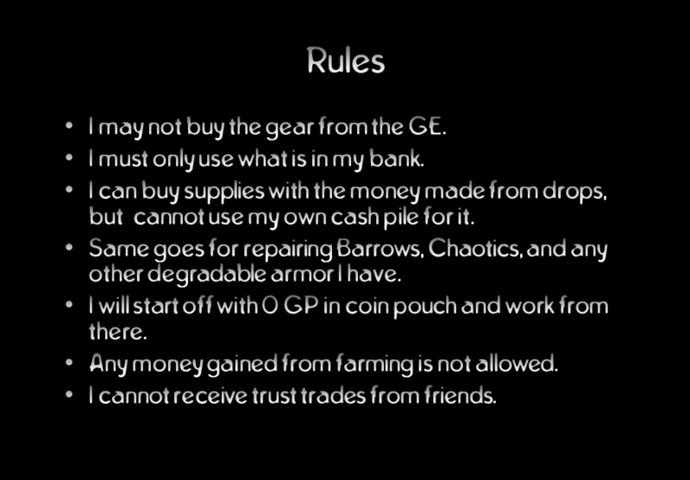 Rules
• I may not buy the gear from the GE.
• I must only use what is in my bank.
• I can buy supplies with the money made from drops,
but cannot use my own cash pile for it.
• Same goes for repairing Barrows, Chaotics, and any
other degradable armor I have.
• I will start off with 0 GP in coin pouch and work from
there.
• Any money gained from farming is not allowed.
• I cannot receive trust trades from friends.